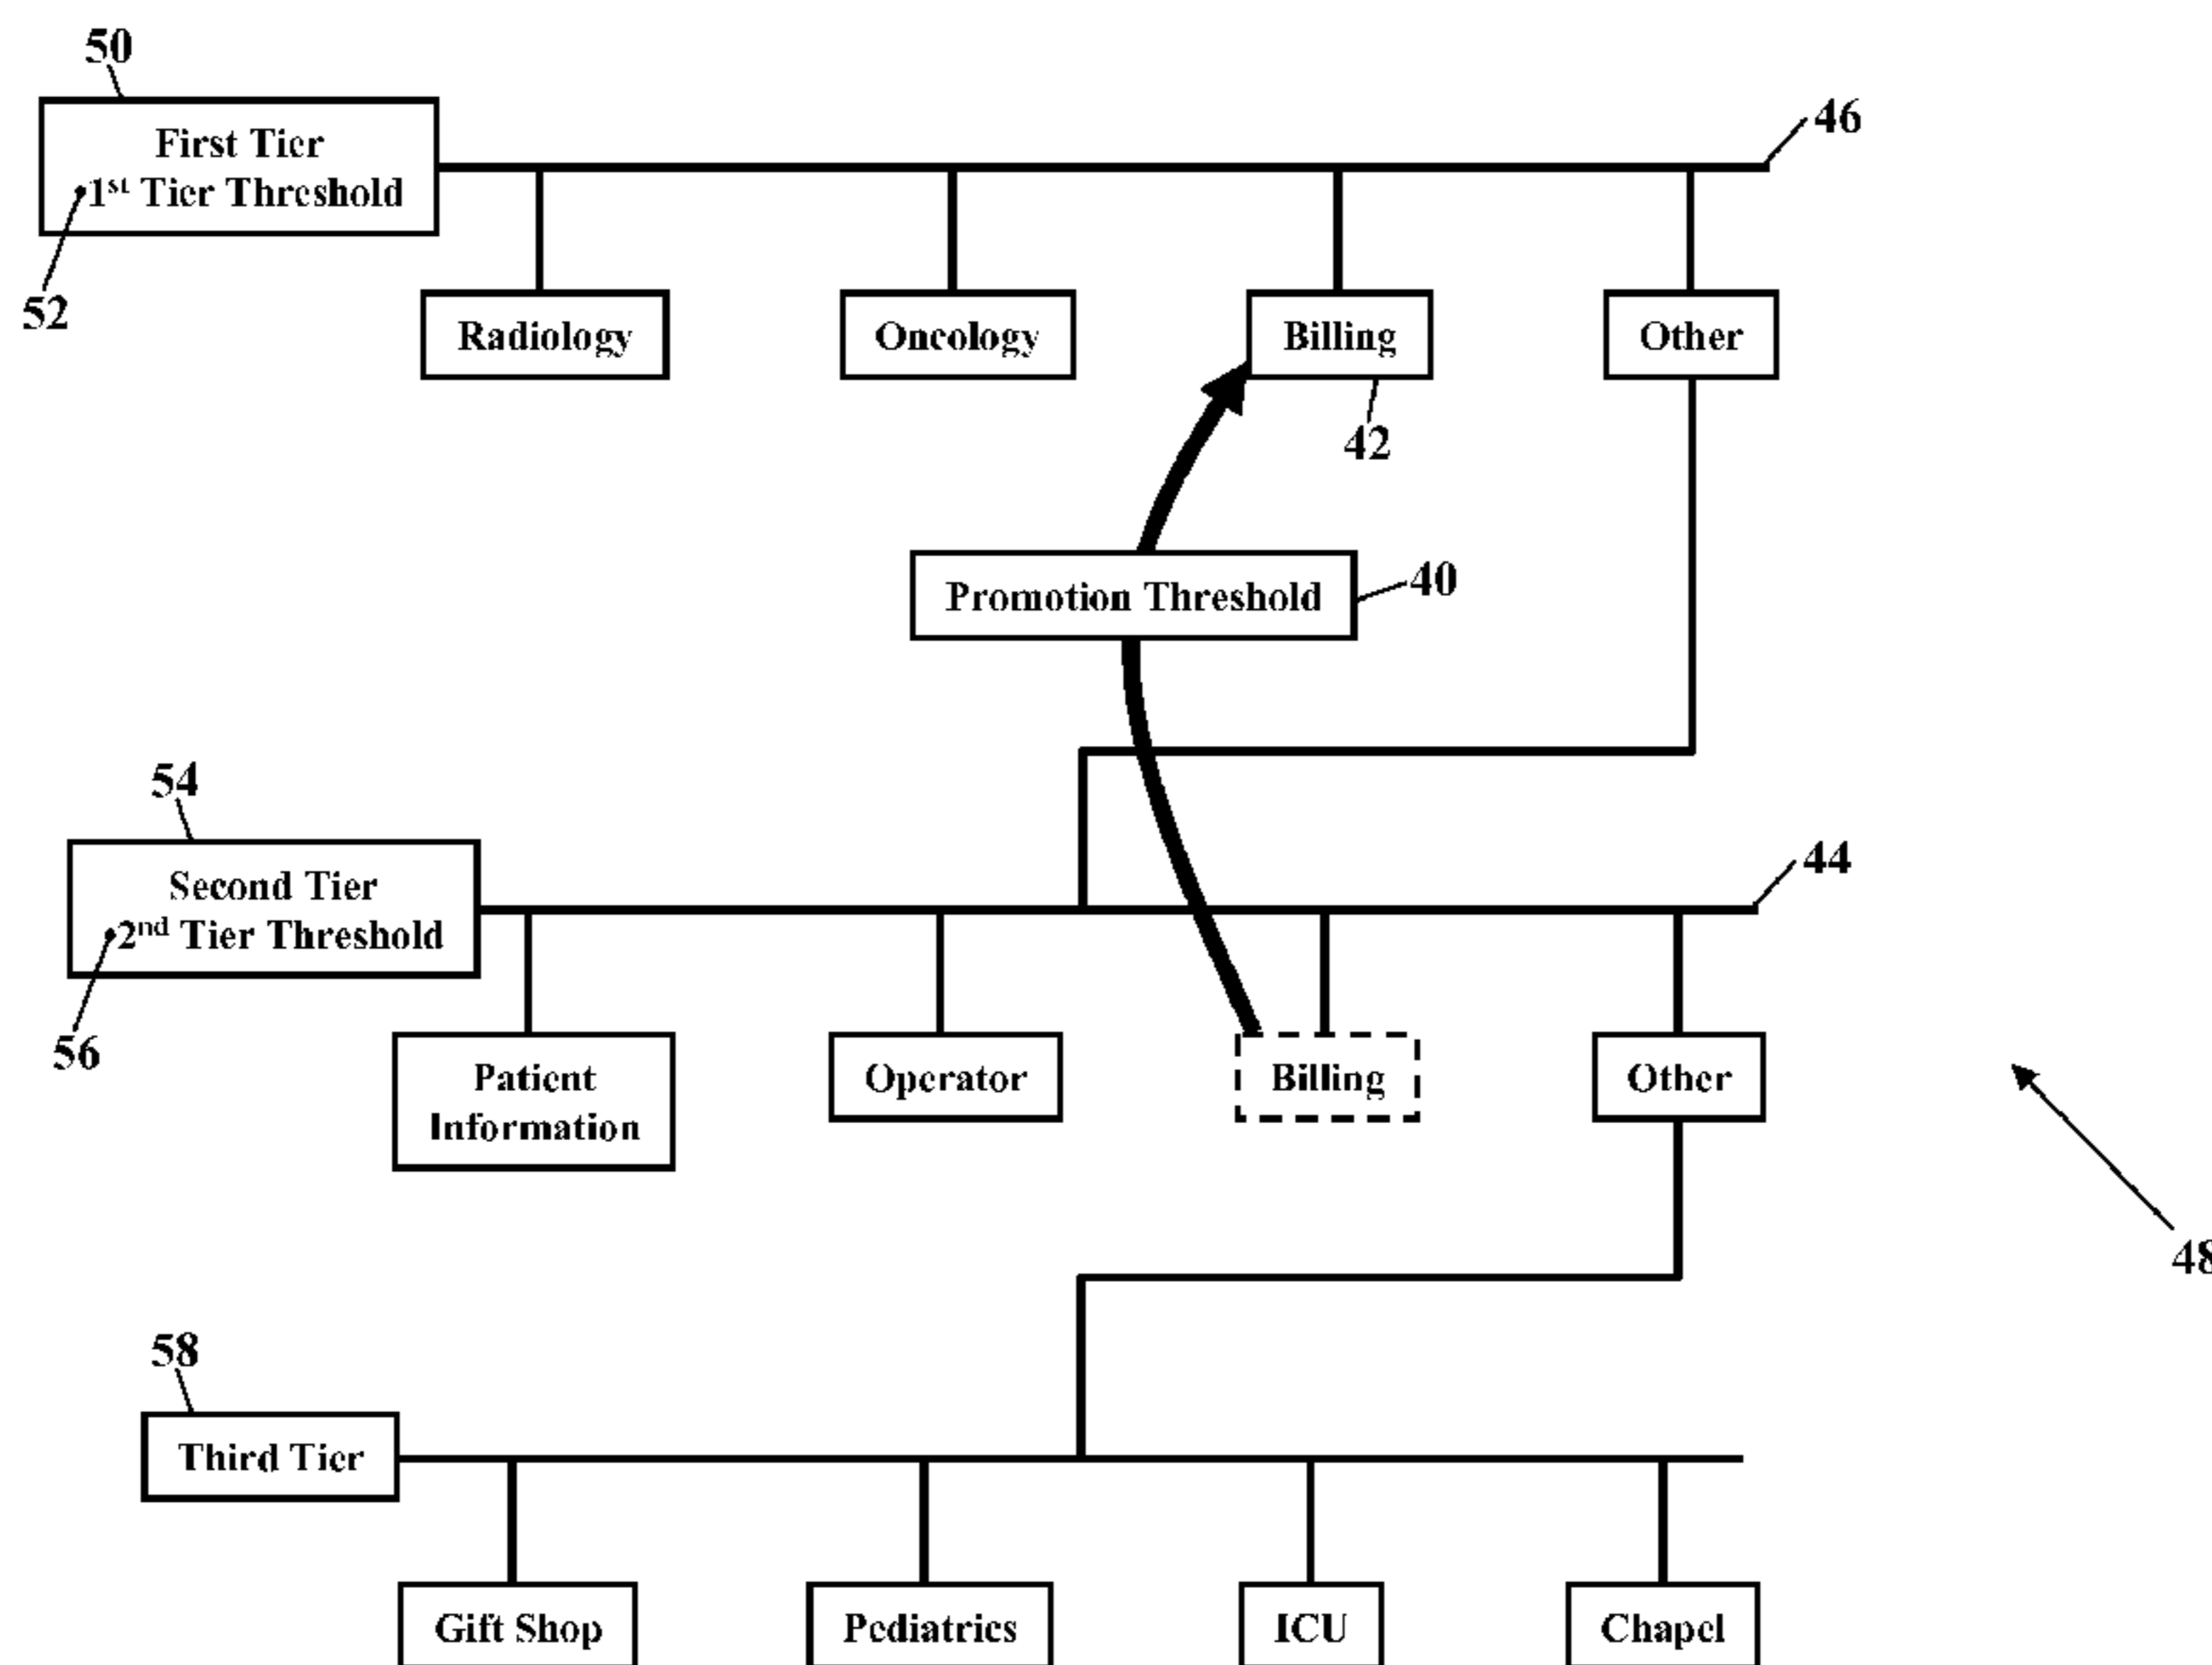 50
46
First Tier
1st Tier Threshold
52
Radiology
Oncology
Billing
Other
42
Promotion Threshold
40
54
44
Second Tier
2nd Tier Threshold
56
Patient
Information
Operator
Billing
Other
48
58
Third Tier
Gift Shop
Pediatrics
ICU
Chapel